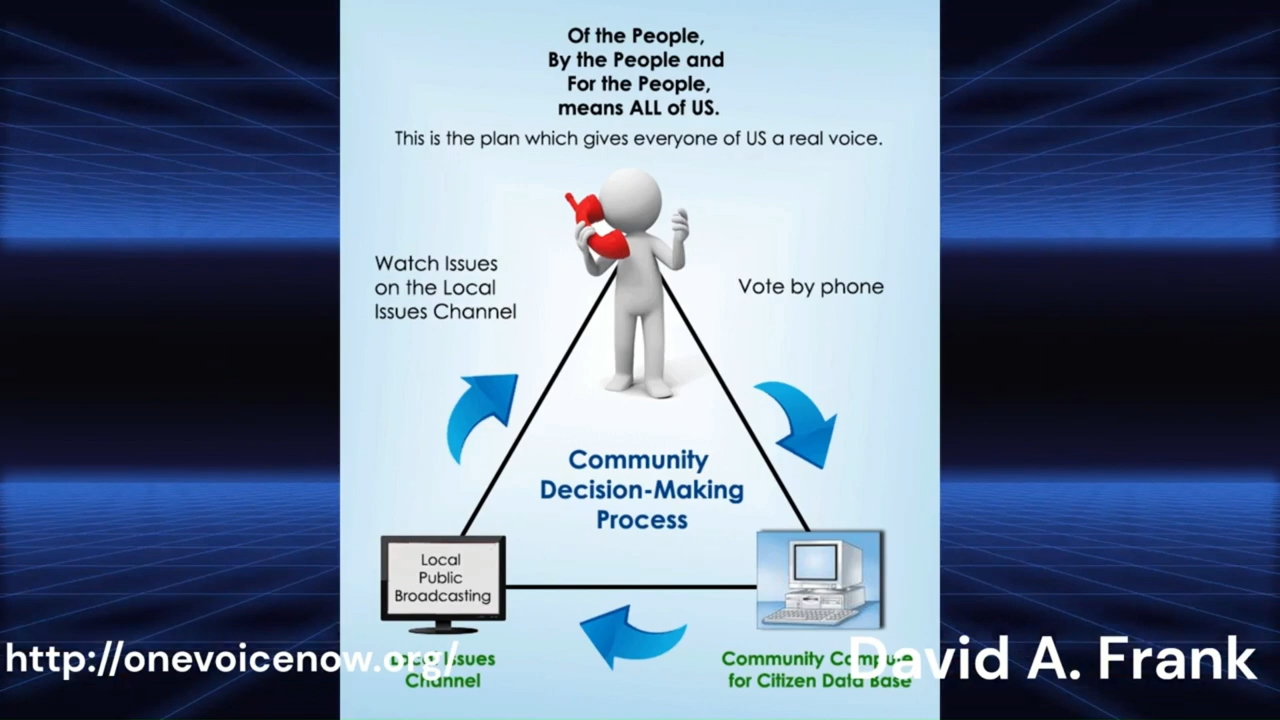 Of the People,
By the People and
For the People,
means ALL of US.
This is the plan which gives everyone of US a real voice.
Watch Issues
on the Local
Issues Channel
Vote by phone
Community
Decision-Making
Process
Local
Public
Broadcasting
http://onevoicenow.org/
Issues
Channel
Community
for Citizen Data Base
David A. Frank